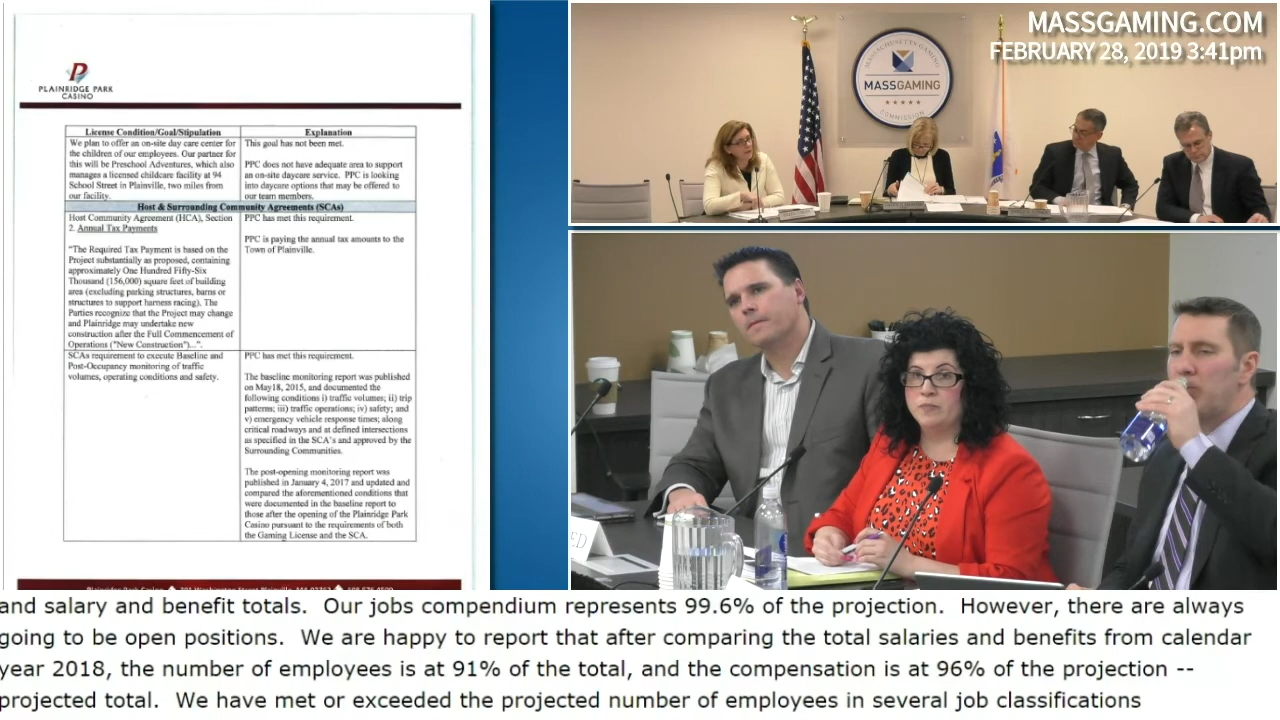 PLAINRIDGE PARK
CASINO
License Condition/Goal/Stipulation
Explanation
We plan to offer an on-site day care center for
the children of our employees. Our partner for
this will be Preschool Adventures, which also
manages a licensed childcare facility at 94
School Street in Plainville, two miles from
our facility.
This goal has not been met.
PPC does not have adequate area to support
an on-site daycare service. PPC is looking
into daycare options that may be offered to
our team members.
Host & Surrounding Community Agreements (SCAs)
Host Community Agreement (HCA), Section
2. Annual Tax Payments
"The Required Tax Payment is based on the
Project substantially as proposed, containing
approximately One Hundred Fifty-Six
Thousand (156,000) square feet of building
area (excluding parking structures, barns or
structures to support harness racing). The
Parties recognize that the Project may change
and Plainridge may undertake new
construction after the Full Commencement of
Operations ("New Construction")...".
PPC has met this requirement.
PPC is paying the annual tax amounts to the
Town of Plainville.
SCAs requirement to execute Baseline and
Post-Occupancy monitoring of traffic
volumes, operating conditions and safety.
PPC has met this requirement.
The baseline monitoring report was published
on May18, 2015, and documented the
following conditions i) traffic volumes; ii) trip
patterns; iii) traffic operations; iv) safety; and
v) emergency vehicle response times; along
critical roadways and at defined intersections
as specified in the SCA's and approved by the
Surrounding Communities.
The post-opening monitoring report was
published in January 4, 2017 and updated and
compared the aforementioned conditions that
were documented in the baseline report to
those after the opening of the Plainridge Park
Casino pursuant to the requirements of both
the Gaming License and the SCA.
MASSGAMING.COM
FEBRUARY 28, 2019 3:41pm
MASSACHUSETTS GAMING
MASSGAMING
COMMISSION
and salary and benefit totals. Our jobs compendium represents 99.6% of the projection. However, there are always
going to be open positions. We are happy to report that after comparing the total salaries and benefits from calendar
year 2018, the number of employees is at 91% of the total, and the compensation is at 96% of the projection --
projected total. We have met or exceeded the projected number of employees in several job classifications